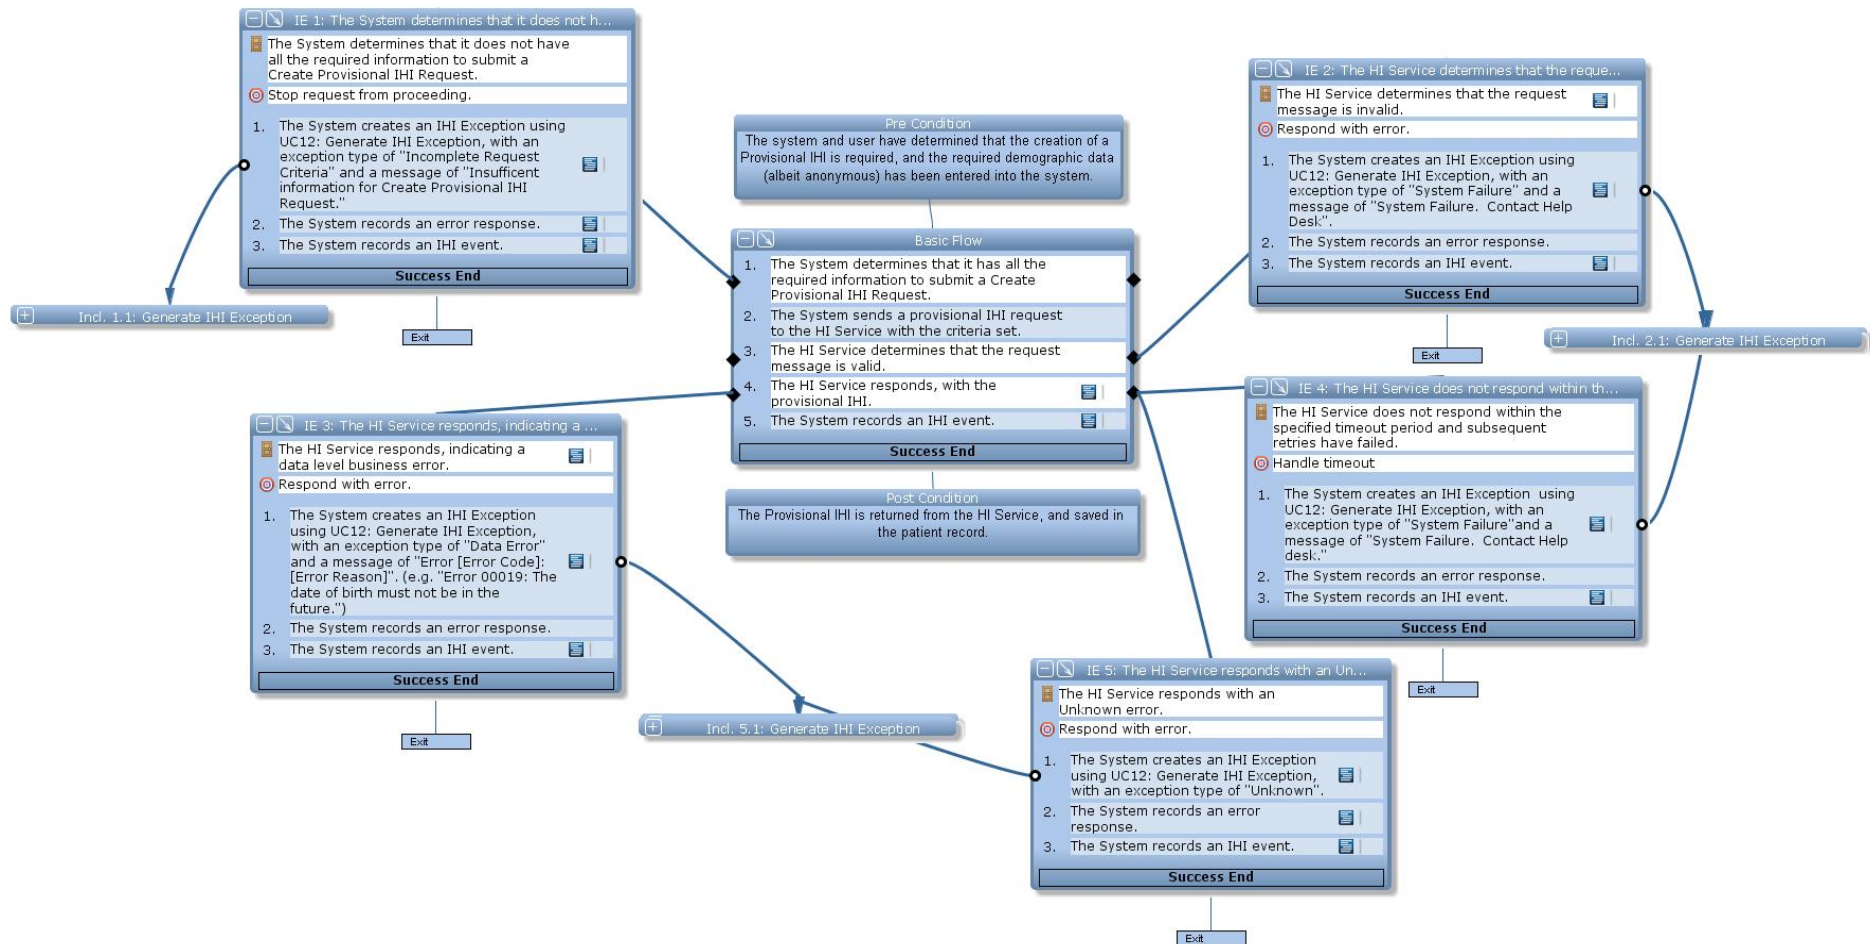 IE 1: The System determines that it does not h...
The System determines that it does not have
all the required information to submit a
Create Provisional IHI Request.
Stop request from proceeding.
1. The System creates an IHI Exception using
UC12: Generate IHI Exception, with an
exception type of "Incomplete Request
Criteria" and a message of "Insufficent
information for Create Provisional IHI
Request."
2. The System records an error response.
3. The System records an IHI event.
Success End
Exit
Incl. 1.1: Generate IHI Exception
Pre Condition
The system and user have determined that the creation of a
Provisional IHI is required, and the required demographic data
(albeit anonymous) has been entered into the system.
Basic Flow
1. The System determines that it has all the
required information to submit a Create
Provisional IHI Request.
2. The System sends a provisional IHI request
to the HI Service with the criteria set.
3. The HI Service determines that the request
message is valid.
4. The HI Service responds, with the
provisional IHI.
5. The System records an IHI event.
Success End
Post Condition
The Provisional IHI is returned from the HI Service, and saved in
the patient record.
IE 2: The HI Service determines that the reque...
The HI Service determines that the request
message is invalid.
Respond with error.
1. The System creates an IHI Exception using
UC12: Generate IHI Exception, with an
exception type of "System Failure" and a
message of "System Failure.  Contact Help
Desk".
2. The System records an error response.
3. The System records an IHI event.
Success End
Exit
Incl. 2.1: Generate IHI Exception
IE 3: The HI Service responds, indicating a ...
The HI Service responds, indicating a
data level business error.
Respond with error.
1. The System creates an IHI Exception
using UC12: Generate IHI Exception,
with an exception type of "Data Error"
and a message of "Error [Error Code]:
[Error Reason]". (e.g. "Error 00019: The
date of birth must not be in the
future.")
2. The System records an error response.
3. The System records an IHI event.
Success End
Exit
IE 4: The HI Service does not respond within th...
The HI Service does not respond within the
specified timeout period and subsequent
retries have failed.
Handle timeout
1. The System creates an IHI Exception  using
UC12: Generate IHI Exception, with an
exception type of "System Failure"and a
message of "System Failure.  Contact Help
desk."
2. The System records an error response.
3. The System records an IHI event.
Success End
Exit
Incl. 5.1: Generate IHI Exception
IE 5: The HI Service responds with an Un...
The HI Service responds with an
Unknown error.
Respond with error.
1. The System creates an IHI Exception
using UC12: Generate IHI Exception,
with an exception type of "Unknown".
2. The System records an error
response.
3. The System records an IHI event.
Success End
Exit